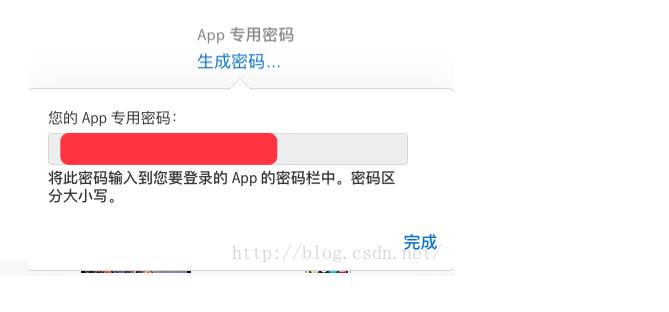 App 专用密码
生成密码...
您的 App 专用密码：
将此密码输入到您要登录的 App 的密码栏中。密码区
分大小写。
完成
http://blog.csdn.net/